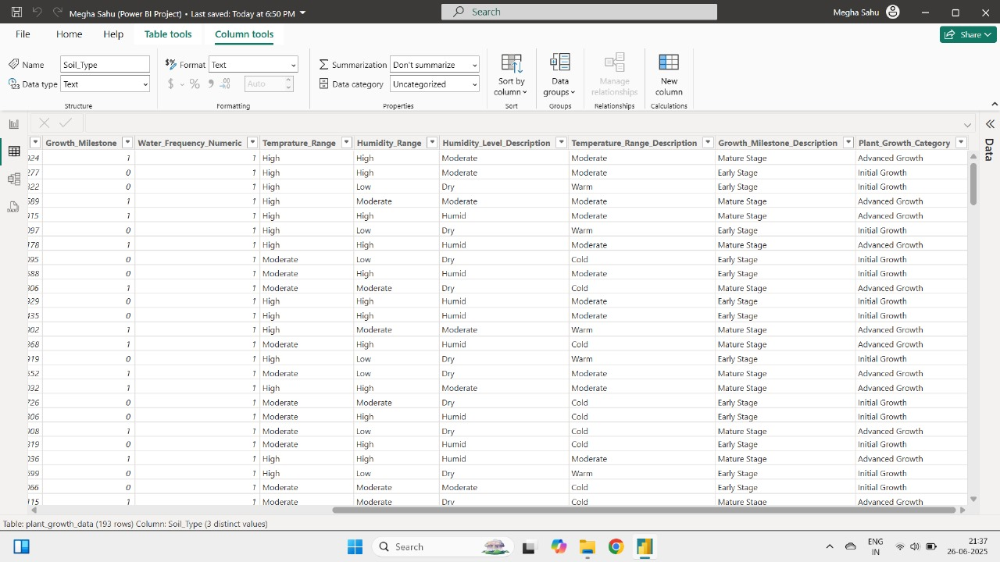 Megha Sahu (Power BI Project) • Last saved: Today at 6:50 PM
Search
Megha Sahu
File Home Help Table tools Column tools
Share
Name Soil_Type
Format Text
Summarization Don't summarize
Data type Text
$ % 9 .00 Auto
Data category Uncategorized
Sort by column
Data groups
Manage relationships
New column
Structure Formatting Properties Sort Groups Relationships Calculations
Data
DAX
Growth_Milestone Water_Frequency_Numeric Temprature_Range Humidity_Range Humidity_Level_Description Temperature_Range_Description Growth_Milestone_Description Plant_Growth_Category
924 1 1 High High Moderate Moderate Mature Stage Advanced Growth
377 0 1 High High Moderate Moderate Early Stage Initial Growth
922 0 1 High Low Dry Warm Early Stage Initial Growth
589 1 1 High Moderate Moderate Moderate Mature Stage Advanced Growth
415 1 1 High High Humid Moderate Mature Stage Advanced Growth
097 0 1 High Low Dry Warm Early Stage Initial Growth
178 1 1 High High Humid Moderate Mature Stage Advanced Growth
395 0 1 Moderate Low Dry Cold Early Stage Initial Growth
588 0 1 Moderate High Humid Moderate Early Stage Initial Growth
306 1 1 Moderate Moderate Dry Cold Mature Stage Advanced Growth
929 0 1 High High Humid Moderate Early Stage Initial Growth
435 0 1 High High Humid Moderate Early Stage Initial Growth
002 1 1 High Moderate Moderate Warm Mature Stage Advanced Growth
368 1 1 Moderate High Humid Cold Mature Stage Advanced Growth
919 0 1 High Low Dry Warm Early Stage Initial Growth
552 1 1 Moderate Low Dry Moderate Mature Stage Advanced Growth
932 1 1 High High Moderate Moderate Mature Stage Advanced Growth
726 0 1 Moderate Moderate Dry Cold Early Stage Initial Growth
306 0 1 Moderate High Humid Cold Early Stage Initial Growth
908 1 1 Moderate Low Dry Cold Mature Stage Advanced Growth
319 0 1 Moderate High Humid Cold Early Stage Initial Growth
036 1 1 High High Humid Moderate Mature Stage Advanced Growth
599 0 1 High Low Dry Warm Early Stage Initial Growth
066 0 1 Moderate Moderate Moderate Cold Early Stage Initial Growth
115 1 1 Moderate Moderate Dry Cold Mature Stage Advanced Growth
Table: plant_growth_data (193 rows) Column: Soil_Type (3 distinct values)
Search
ENG
IN
21:37
26-06-2025